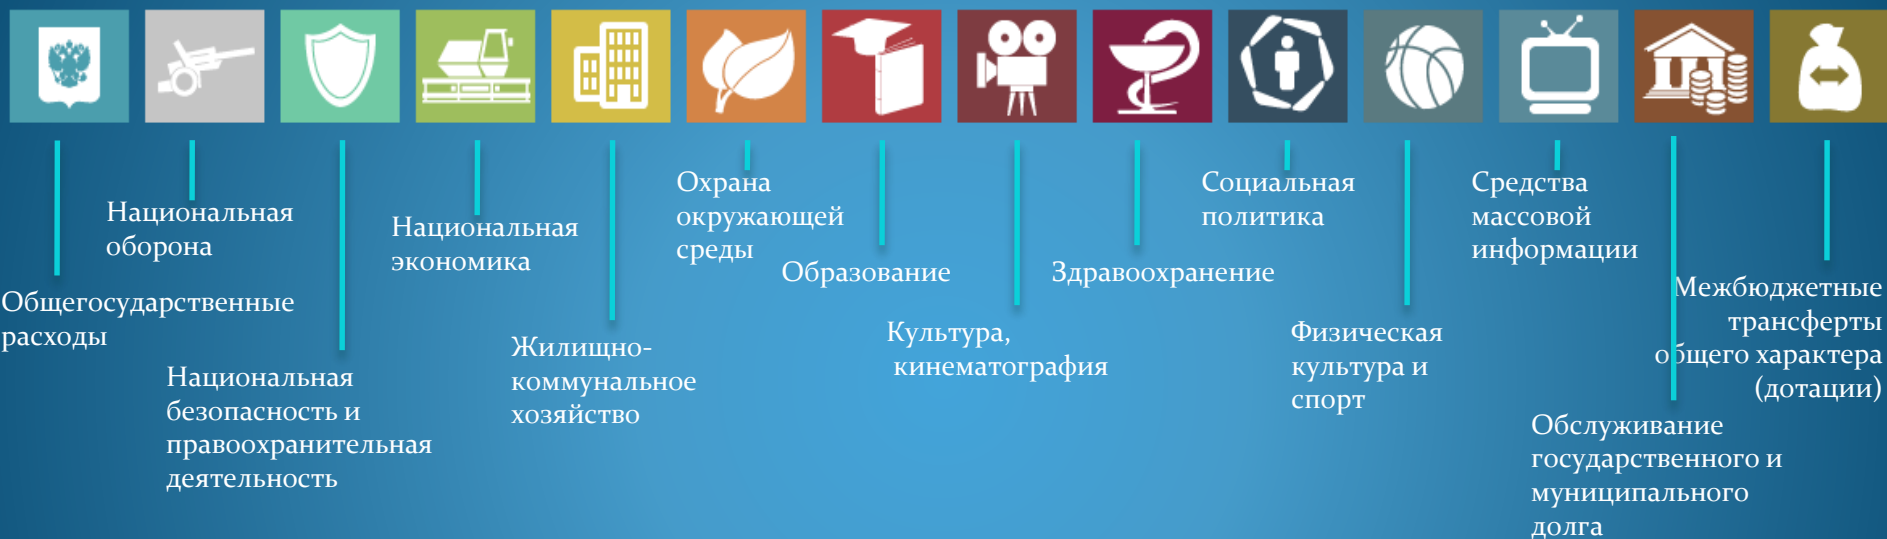 Общегосударственные
расходы
Национальная
оборона
Национальная
безопасность и
правоохранительная
деятельность
Национальная
экономика
Жилищно-
коммунальное
хозяйство
Охрана
окружающей
среды
Образование
Культура,
кинематография
Здравоохранение
Социальная
политика
Физическая
культура и
спорт
Средства
массовой
информации
Обслуживание
государственного и
муниципального
долга
Межбюджетные
трансферты
общего характера
(дотации)